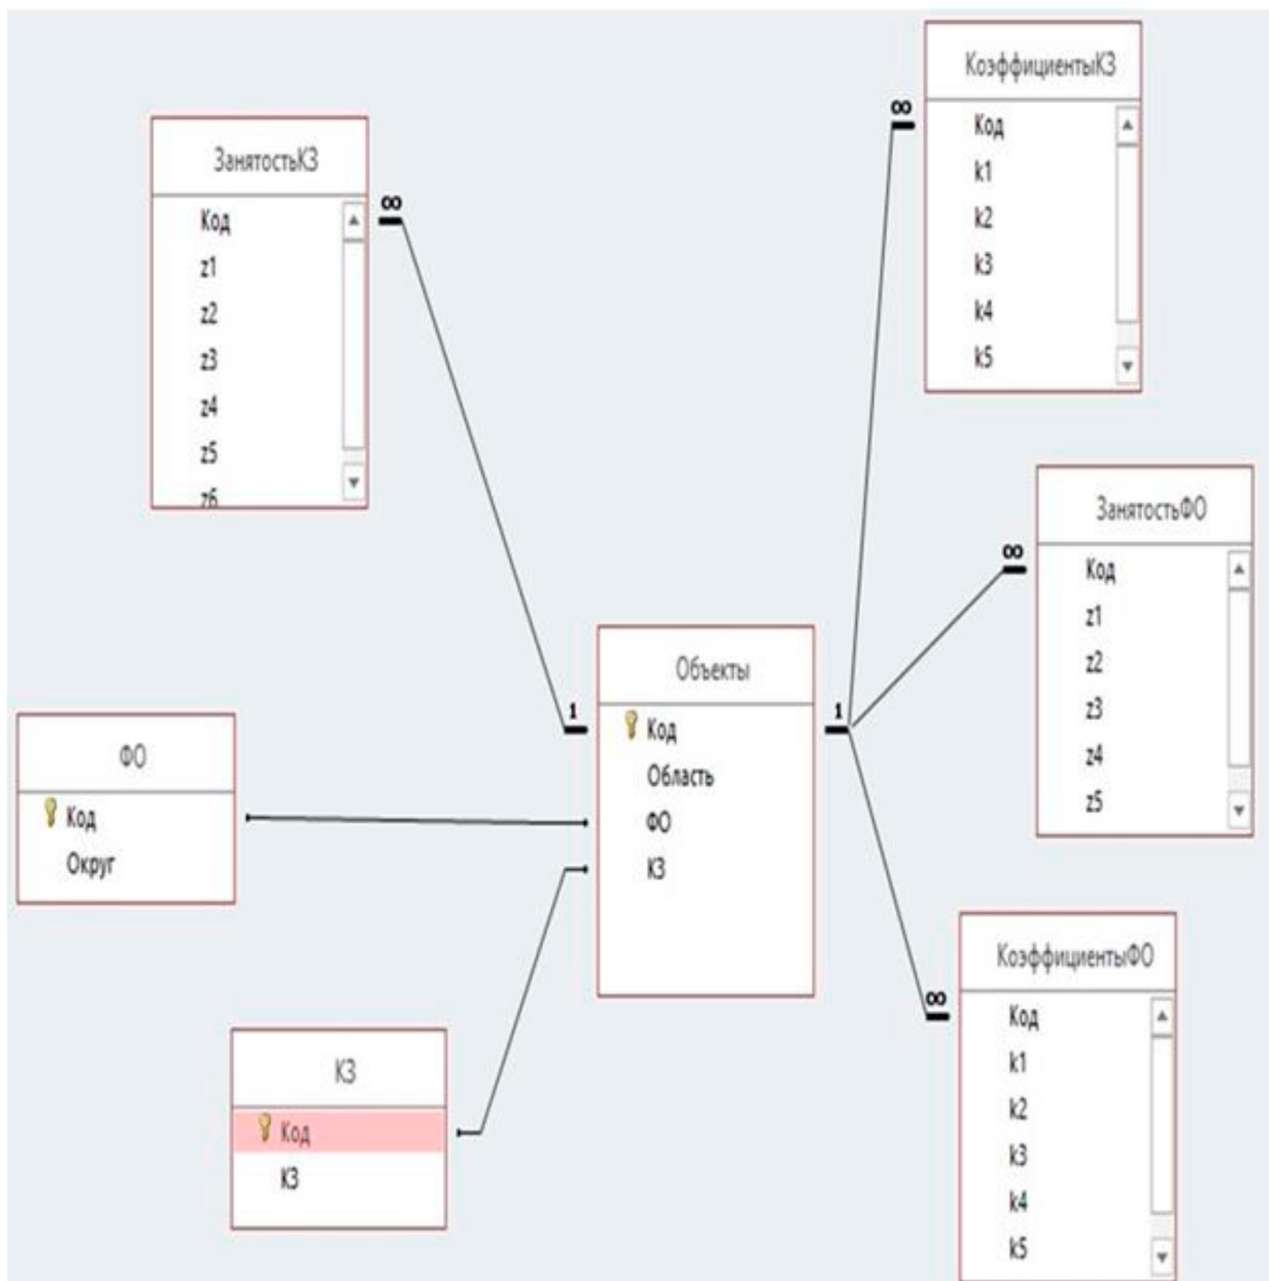 ЗанятостьКЗ
Код
z1
z2
z3
z4
z5
z6
∞
КоэффициентыКЗ
Код
k1
k2
k3
k4
k5
∞
ЗанятостьФО
Код
z1
z2
z3
z4
z5
∞
Объекты
Код
Область
ФО
КЗ
1
1
ФО
Код
Округ
КЗ
Код
КЗ
КоэффициентыФО
Код
k1
k2
k3
k4
k5
∞